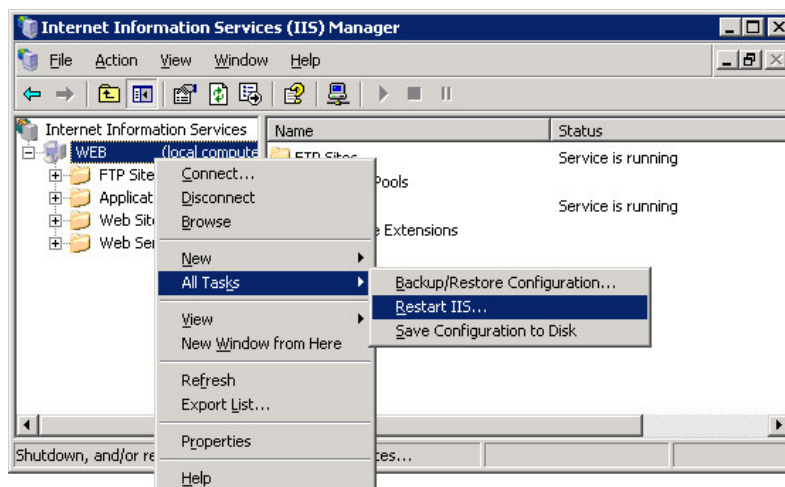 Internet Information Services (IIS) Manager
File Action View Window Help
Internet Information Services
Name Status
WEB (local compute
FTP Sites Service is running
FTP Site
Connect...
Pools
Applicat
Disconnect
Service is running
Web Sit
Browse
Extensions
Web Ser
New
All Tasks
Backup/Restore Configuration...
Restart IIS...
Save Configuration to Disk
View
New Window from Here
Refresh
Export List...
Properties
Shutdown, and/or re
ces...
Help